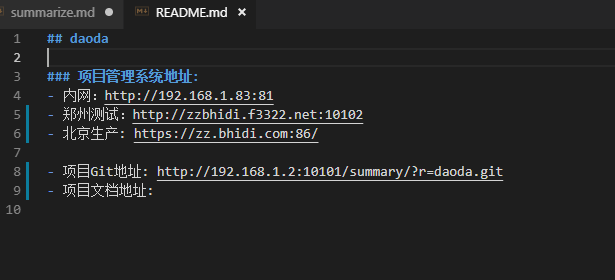 summarize.md
README.md
1 ## daoda
2
3 ### 项目管理系统地址:
4 - 内网: http://192.168.1.83:81
5 - 郑州测试: http://zzbhidi.f3322.net:10102
6 - 北京生产: https://zz.bhidi.com:86/
7
8 - 项目Git地址: http://192.168.1.2:10101/summary/?r=daoda.git
9 - 项目文档地址:
10